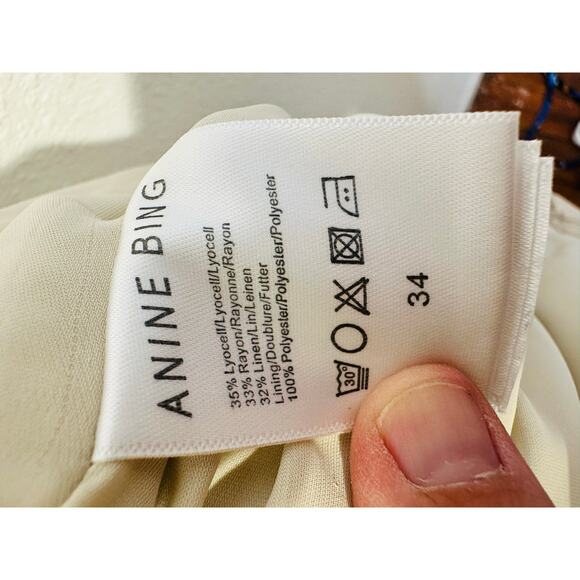 ANINE BING
35% Lyocell/Lyocell/Lyocell
33% Rayon/Rayonne/Rayon
32% Linen/Lin/Leinen
Lining/Doublure/Futter
100% Polyester/Polyester/Polyester
30°
34